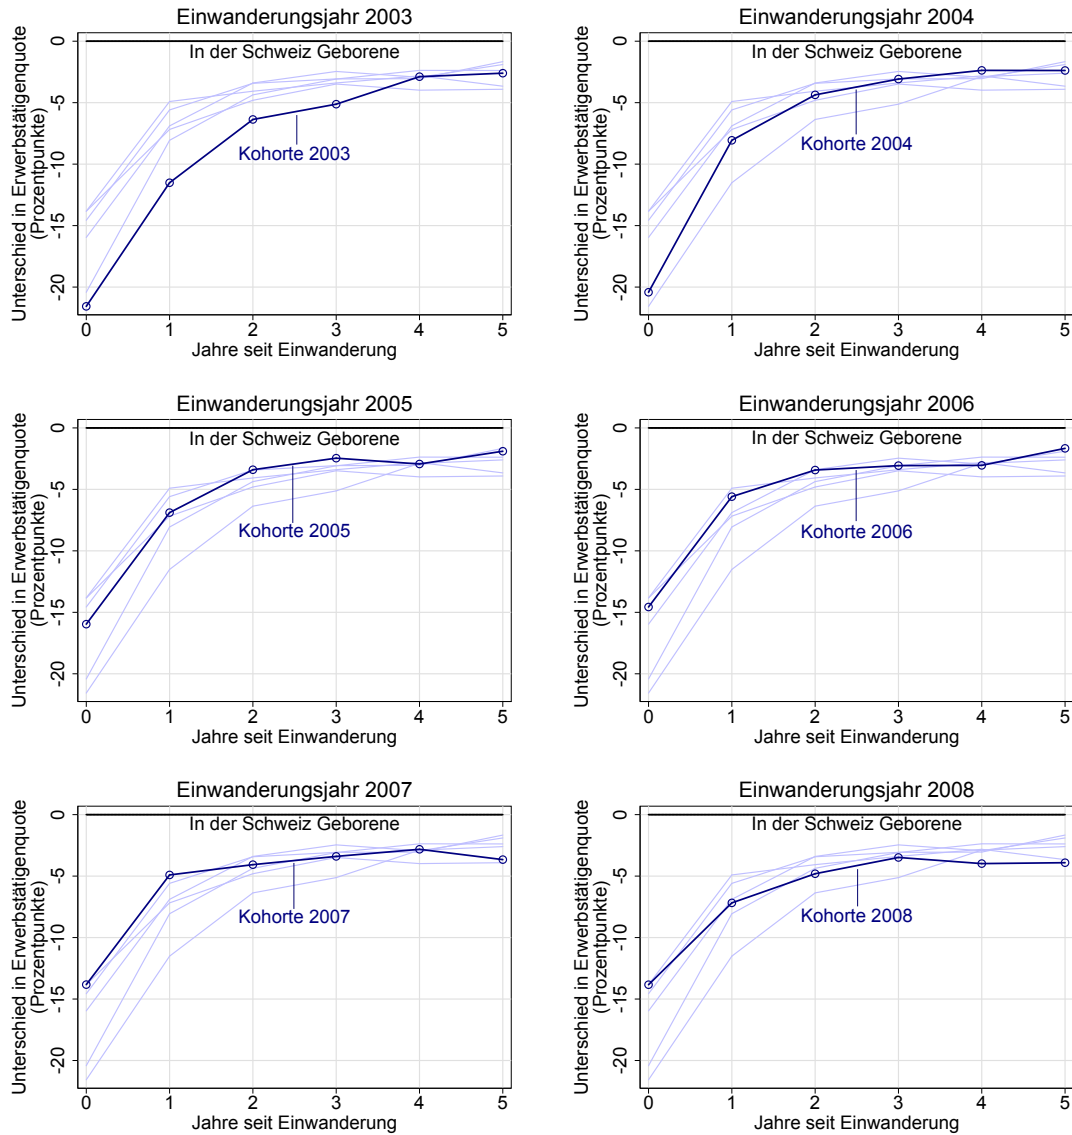 Einwanderungsjahr 2003
0
-5
-10
-15
-20
Unterschied in Erwerbstätigenquote
(Prozentpunkte)
In der Schweiz Geborene
Kohorte 2003
0 1 2 3 4 5
Jahre seit Einwanderung
Einwanderungsjahr 2004
0
-5
-10
-15
-20
Unterschied in Erwerbstätigenquote
(Prozentpunkte)
In der Schweiz Geborene
Kohorte 2004
0 1 2 3 4 5
Jahre seit Einwanderung
Einwanderungsjahr 2005
0
-5
-10
-15
-20
Unterschied in Erwerbstätigenquote
(Prozentpunkte)
In der Schweiz Geborene
Kohorte 2005
0 1 2 3 4 5
Jahre seit Einwanderung
Einwanderungsjahr 2006
0
-5
-10
-15
-20
Unterschied in Erwerbstätigenquote
(Prozentpunkte)
In der Schweiz Geborene
Kohorte 2006
0 1 2 3 4 5
Jahre seit Einwanderung
Einwanderungsjahr 2007
0
-5
-10
-15
-20
Unterschied in Erwerbstätigenquote
(Prozentpunkte)
In der Schweiz Geborene
Kohorte 2007
0 1 2 3 4 5
Jahre seit Einwanderung
Einwanderungsjahr 2008
0
-5
-10
-15
-20
Unterschied in Erwerbstätigenquote
(Prozentpunkte)
In der Schweiz Geborene
Kohorte 2008
0 1 2 3 4 5
Jahre seit Einwanderung